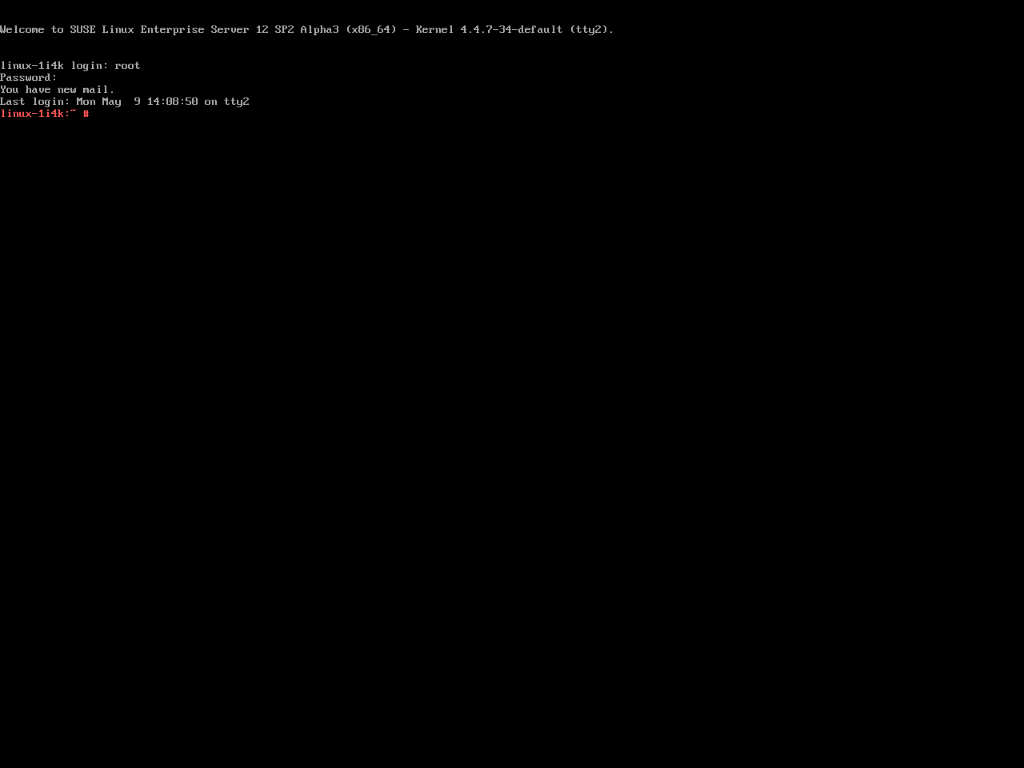 Welcome to SUSE Linux Enterprise Server 12 SP2 Alpha3 (x86_64) - Kernel 4.4.7-34-default (tty2).
linux-1i4k login: root
Password:
You have new mail.
Last login: Mon May  9 14:08:50 on tty2
linux-1i4k:~ #